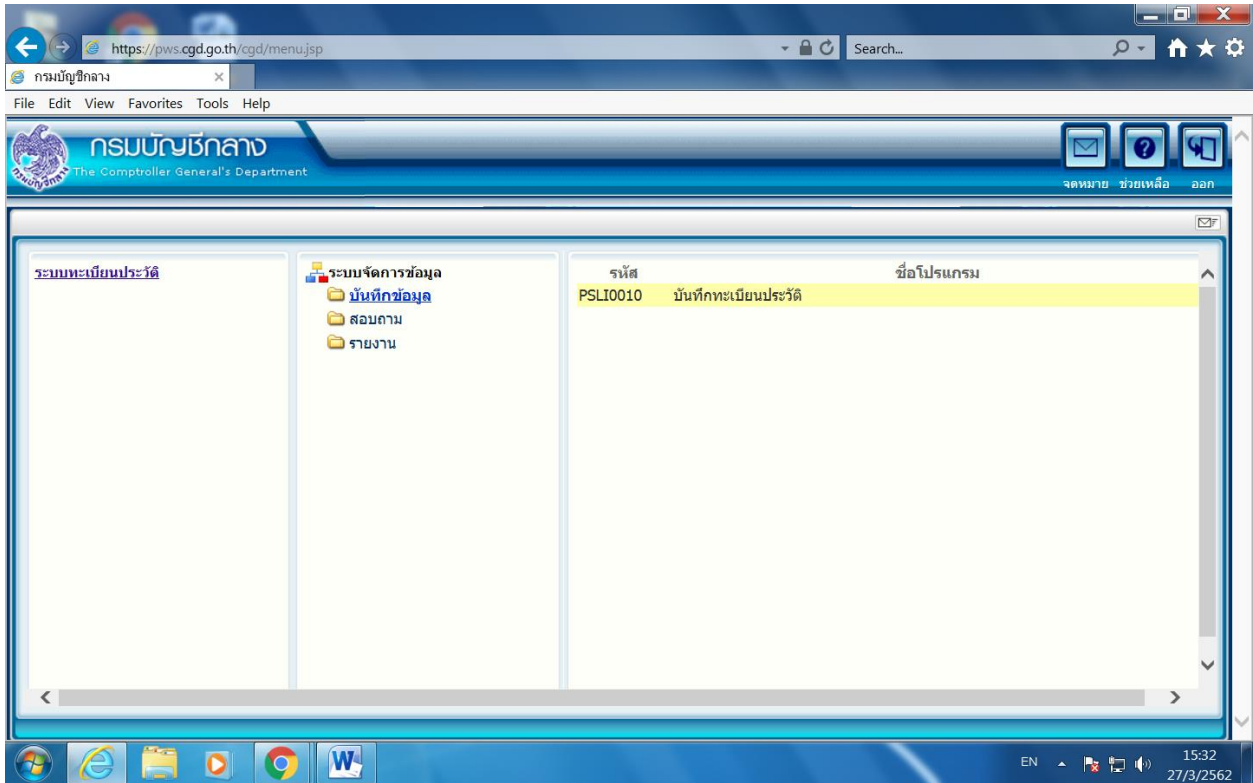 https://pws.cgd.go.th/cgd/menu.jsp
Search...
กรมบัญชีกลาง
File Edit View Favorites Tools Help
กรมบัญชีกลาง
The Comptroller General's Department
จดหมาย ช่วยเหลือ ออก
ระบบทะเบียนประวัติ
ระบบจัดการข้อมูล
บันทึกข้อมูล
สอบถาม
รายงาน
รหัส ชื่อโปรแกรม
PSLI0010 บันทึกทะเบียนประวัติ
EN
15:32
27/3/2562